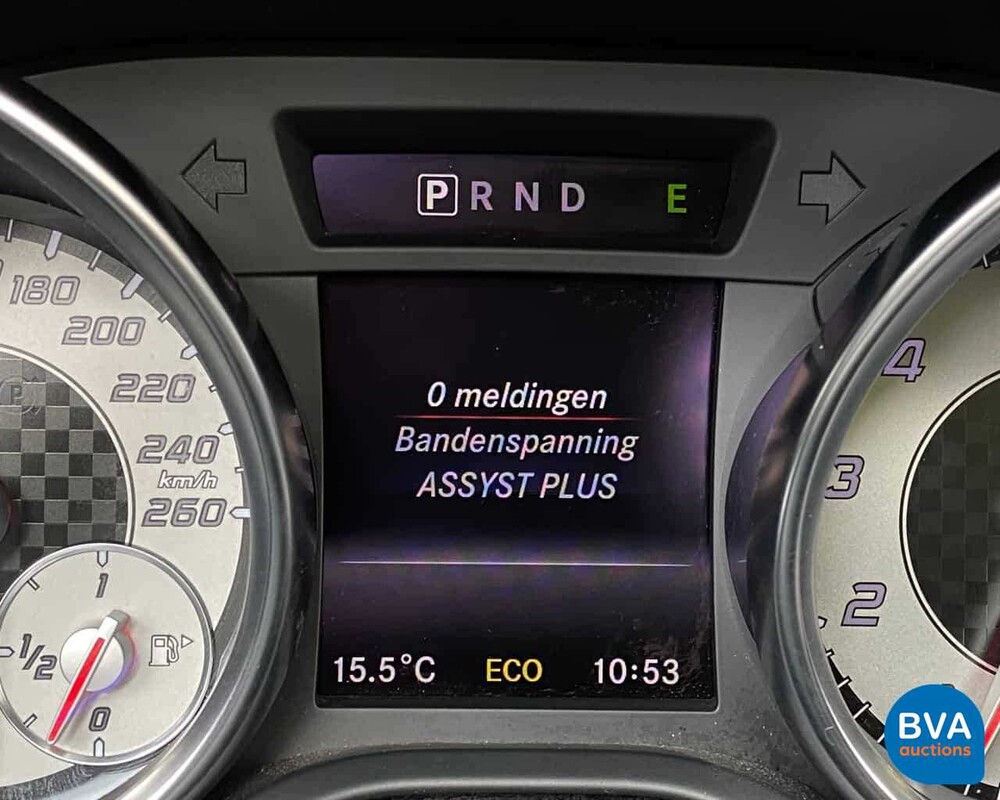 P R N D E
180
200
220
240
km/h
260
1
1/2
0
0 meldingen
Bandenspanning
ASSYST PLUS
15.5°C ECO 10:53
4
3
2
BVA
auctions